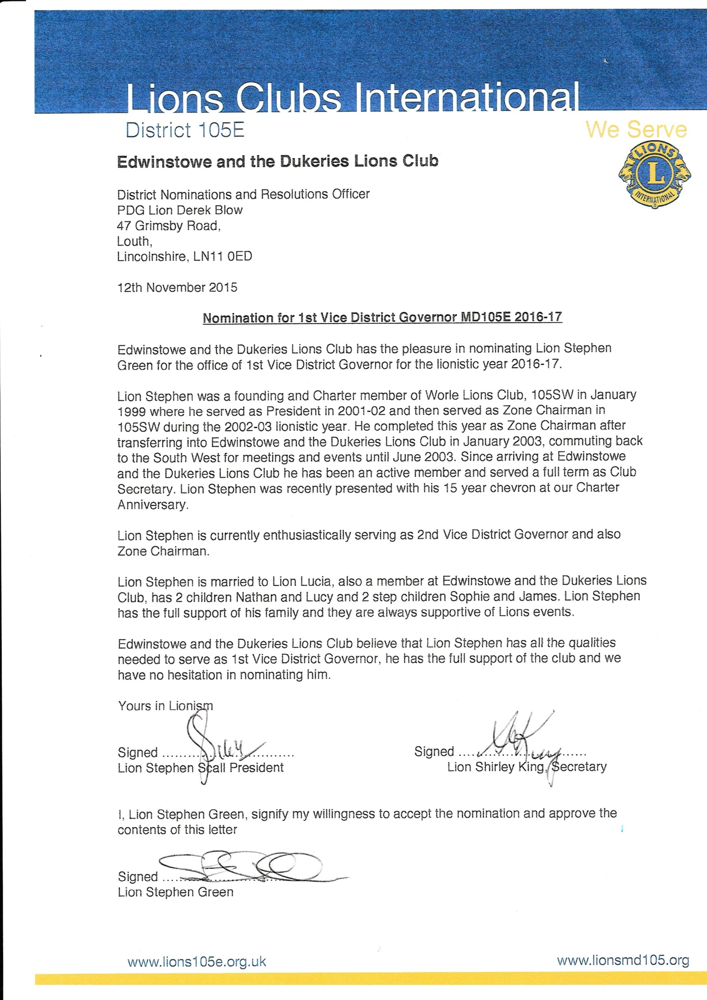 Lions Clubs International
District 105E
We Serve
LIONS
L
INTERNATIONAL
®
Edwinstowe and the Dukeries Lions Club
District Nominations and Resolutions Officer
PDG Lion Derek Blow
47 Grimsby Road,
Louth,
Lincolnshire, LN11 0ED
12th November 2015
Nomination for 1st Vice District Governor MD105E 2016-17
Edwinstowe and the Dukeries Lions Club has the pleasure in nominating Lion Stephen
Green for the office of 1st Vice District Governor for the lionistic year 2016-17.
Lion Stephen was a founding and Charter member of Worle Lions Club, 105SW in January
1999 where he served as President in 2001-02 and then served as Zone Chairman in
105SW during the 2002-03 lionistic year. He completed this year as Zone Chairman after
transferring into Edwinstowe and the Dukeries Lions Club in January 2003, commuting back
to the South West for meetings and events until June 2003. Since arriving at Edwinstowe
and the Dukeries Lions Club he has been an active member and served a full term as Club
Secretary. Lion Stephen was recently presented with his 15 year chevron at our Charter
Anniversary.
Lion Stephen is currently enthusiastically serving as 2nd Vice District Governor and also
Zone Chairman.
Lion Stephen is married to Lion Lucia, also a member at Edwinstowe and the Dukeries Lions
Club, has 2 children Nathan and Lucy and 2 step children Sophie and James. Lion Stephen
has the full support of his family and they are always supportive of Lions events.
Edwinstowe and the Dukeries Lions Club believe that Lion Stephen has all the qualities
needed to serve as 1st Vice District Governor, he has the full support of the club and we
have no hesitation in nominating him.
Yours in Lionism
Signed ..................................
Lion Stephen Scall President
Signed ..................................
Lion Shirley King, Secretary
I, Lion Stephen Green, signify my willingness to accept the nomination and approve the
contents of this letter
Signed ..................................
Lion Stephen Green
www.lions105e.org.uk
www.lionsmd105.org